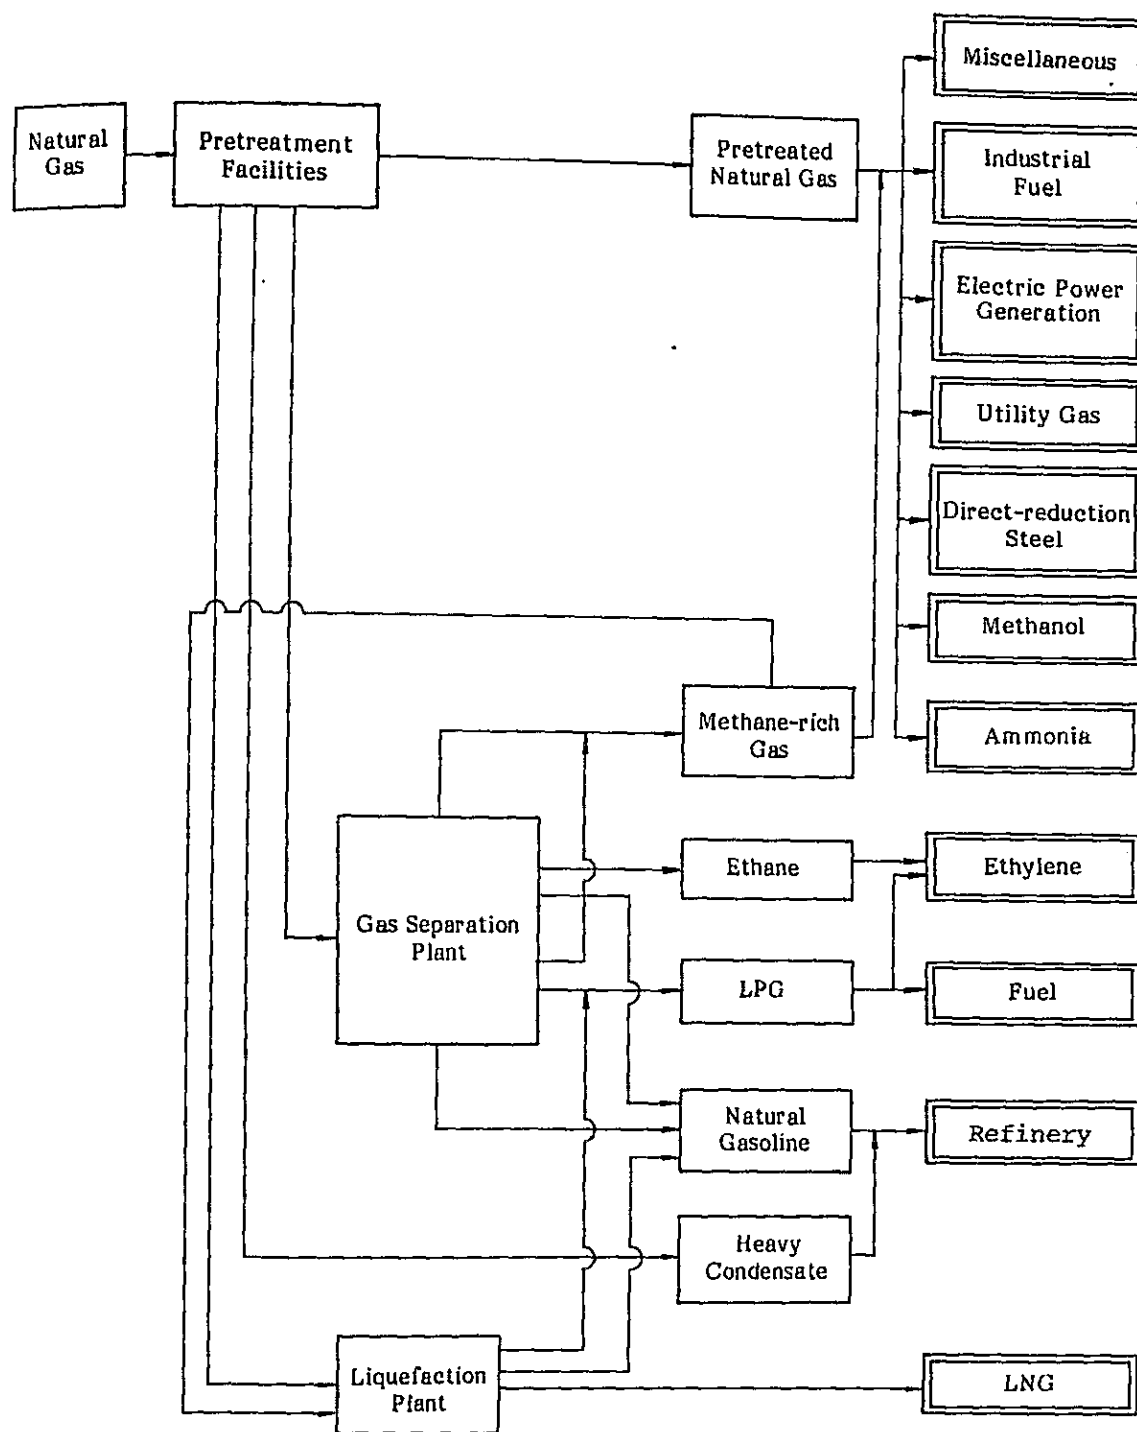 Miscellaneous
Natural
Gas
Pretreatment
Facilities
Pretreated
Natural Gas
Industrial
Fuel
Electric Power
Generation
Utility Gas
Direct-reduction
Steel
Methanol
Methane-rich
Gas
Ammonia
Gas Separation
Plant
Ethane
Ethylene
LPG
Fuel
Natural
Gasoline
Refinery
Heavy
Condensate
Liquefaction
Plant
LNG